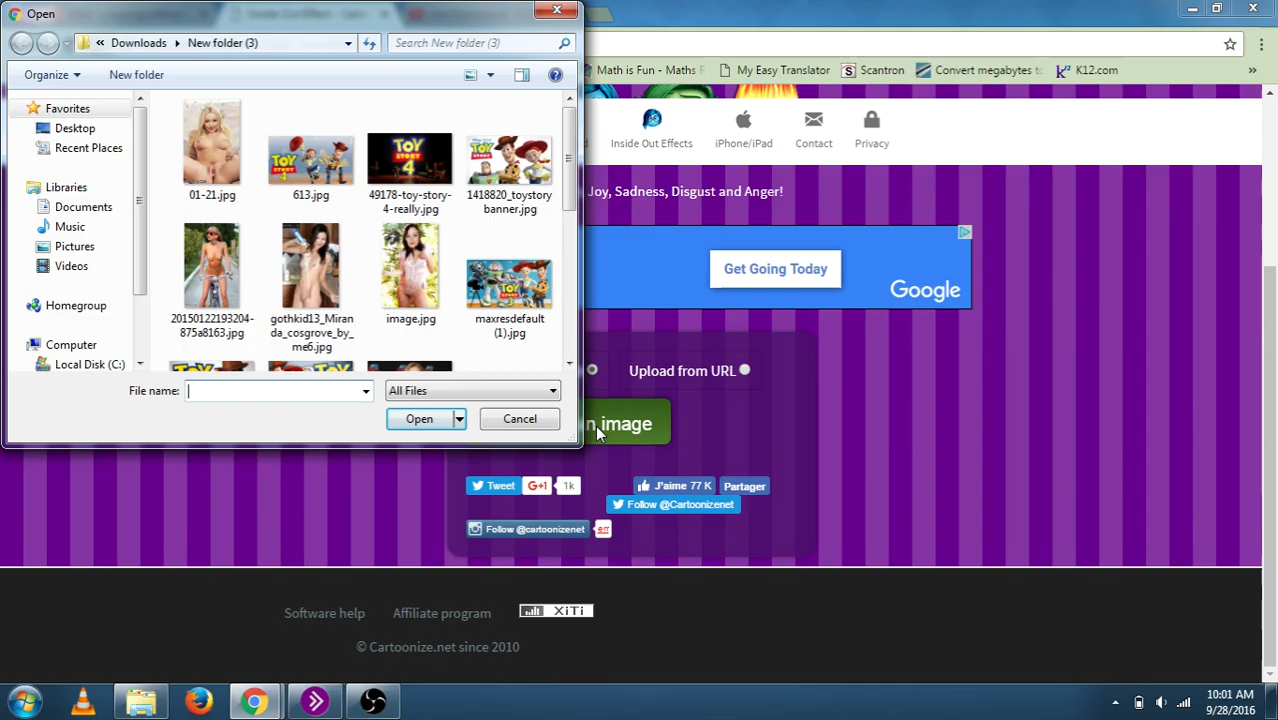 Open
Downloads
New folder (3)
Search New folder (3)
Organize
New folder
Favorites
Desktop
Recent Places
Libraries
Documents
Music
Pictures
Videos
Homegroup
Computer
Local Disk (C:)
01-21.jpg
613.jpg
49178-toy-story-
4-really.jpg
1418820_toystory
banner.jpg
20150122193204-
875a8163.jpg
gothkid13_Miran
da_cosgrove_by_
me6.jpg
image.jpg
maxresdefault
(1).jpg
File name:
All Files
Open
Cancel
Math is Fun - Maths
My Easy Translator
Scantron
Convert megabytes
K12.com
Inside Out Effects
iPhone/iPad
Contact
Privacy
Joy, Sadness, Disgust and Anger!
Get Going Today
Google
Upload from URL
image
Tweet
G+1
1k
J'aime 77 K
Partager
Follow @Cartoonizenet
Follow @cartoonizenet
err
Software help
Affiliate program
XiTi
© Cartoonize.net since 2010
10:01 AM
9/28/2016